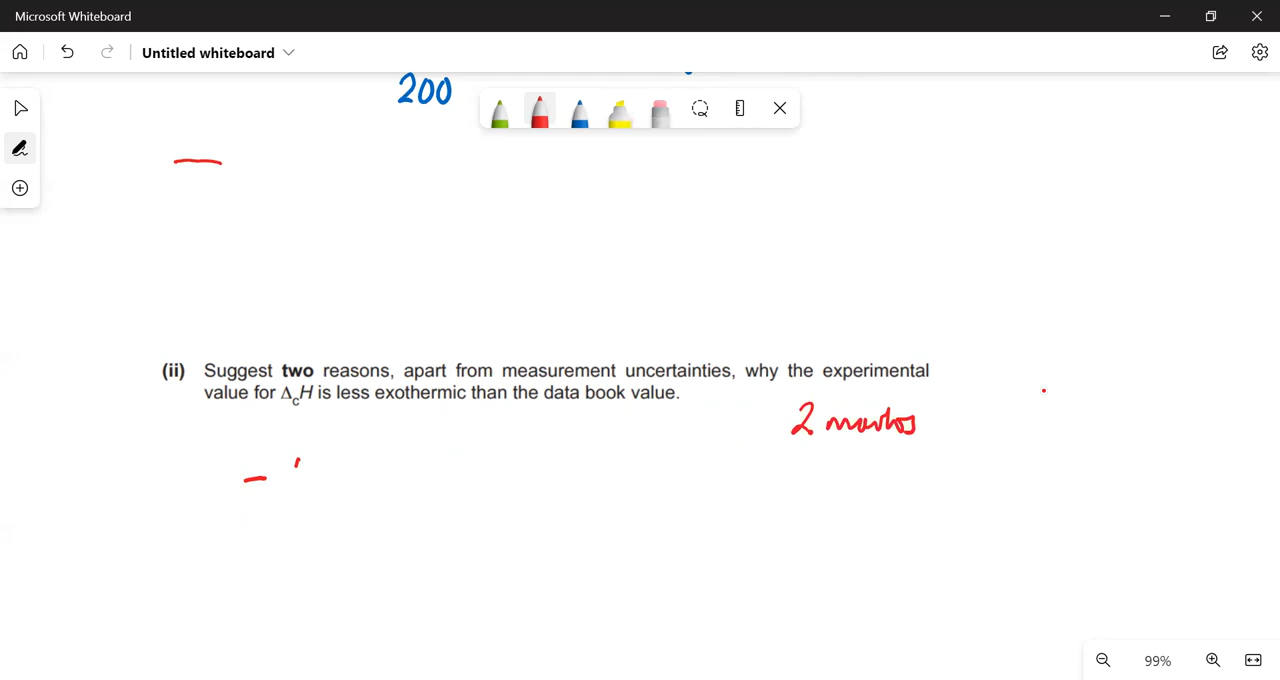 Microsoft Whiteboard
Untitled whiteboard
200
(ii) Suggest two reasons, apart from measurement uncertainties, why the experimental
value for ΔcH is less exothermic than the data book value.
2 marks
99%